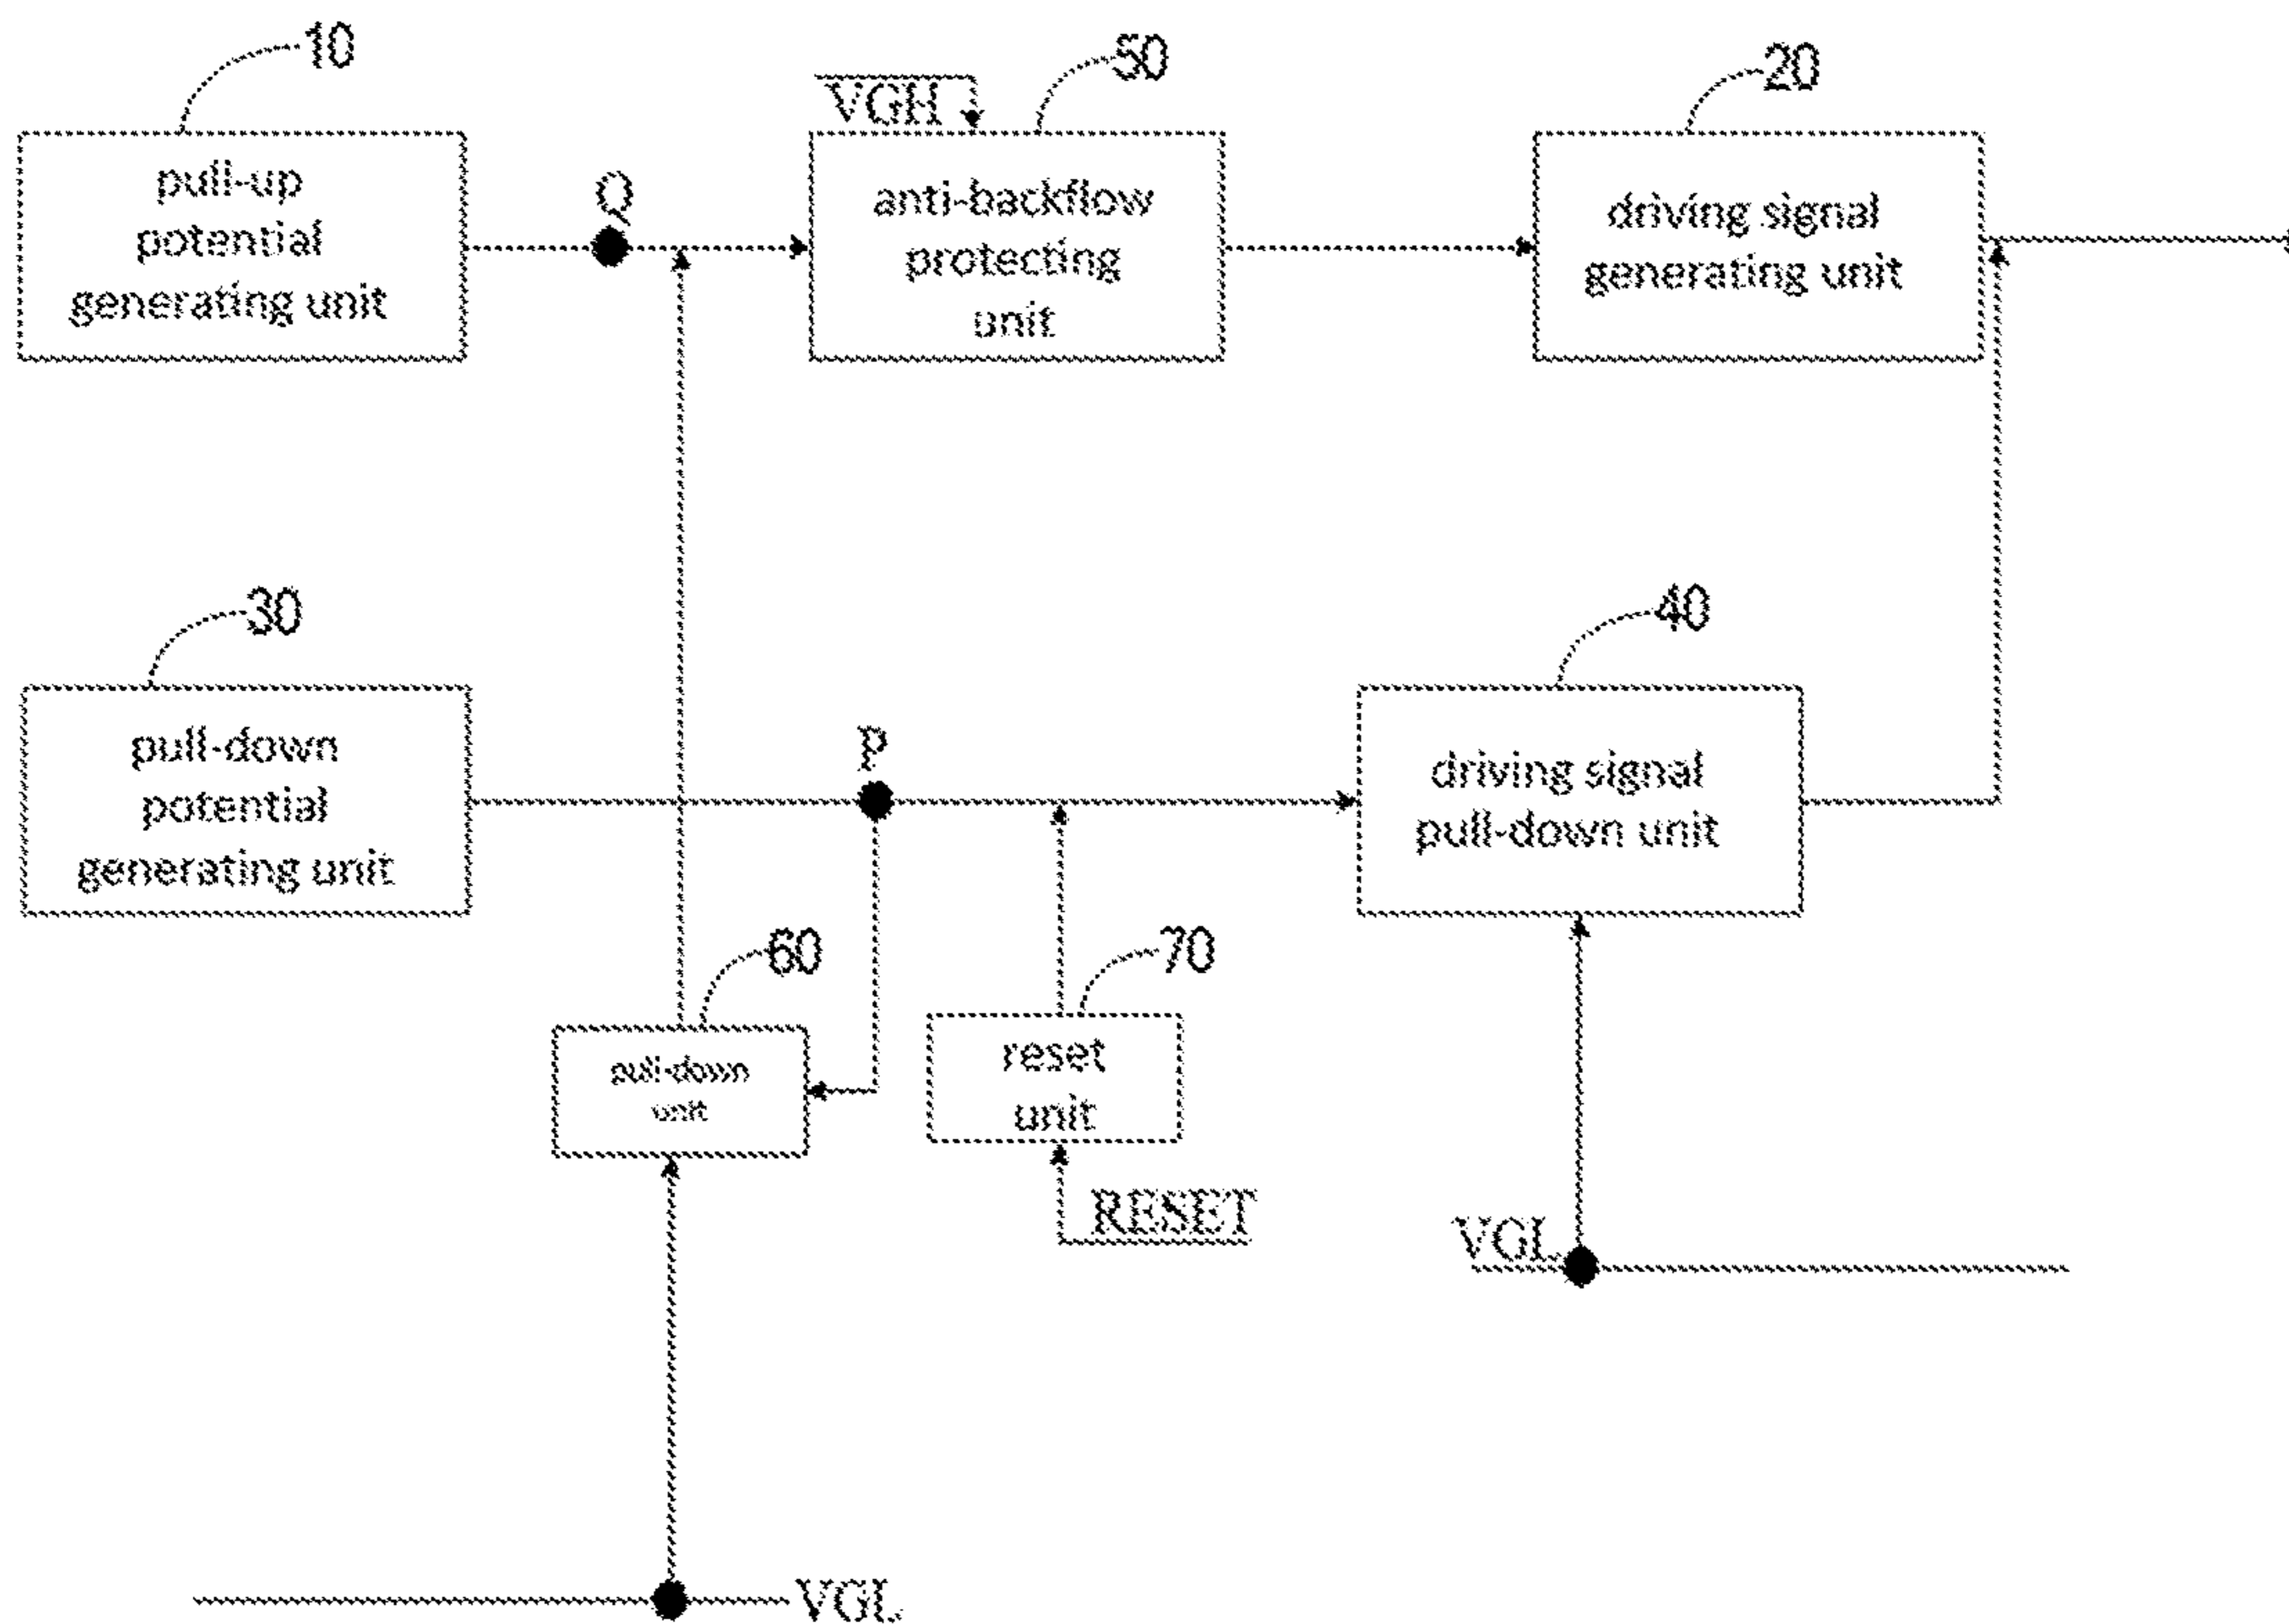 10
50
20
VGH
pull-up
potential
generating unit
Q
anti-backflow
protecting
unit
driving signal
generating unit
30
40
pull-down
potential
generating unit
P
driving signal
pull-down unit
60
70
pull-down
unit
reset
unit
RESET
VGL
VGL